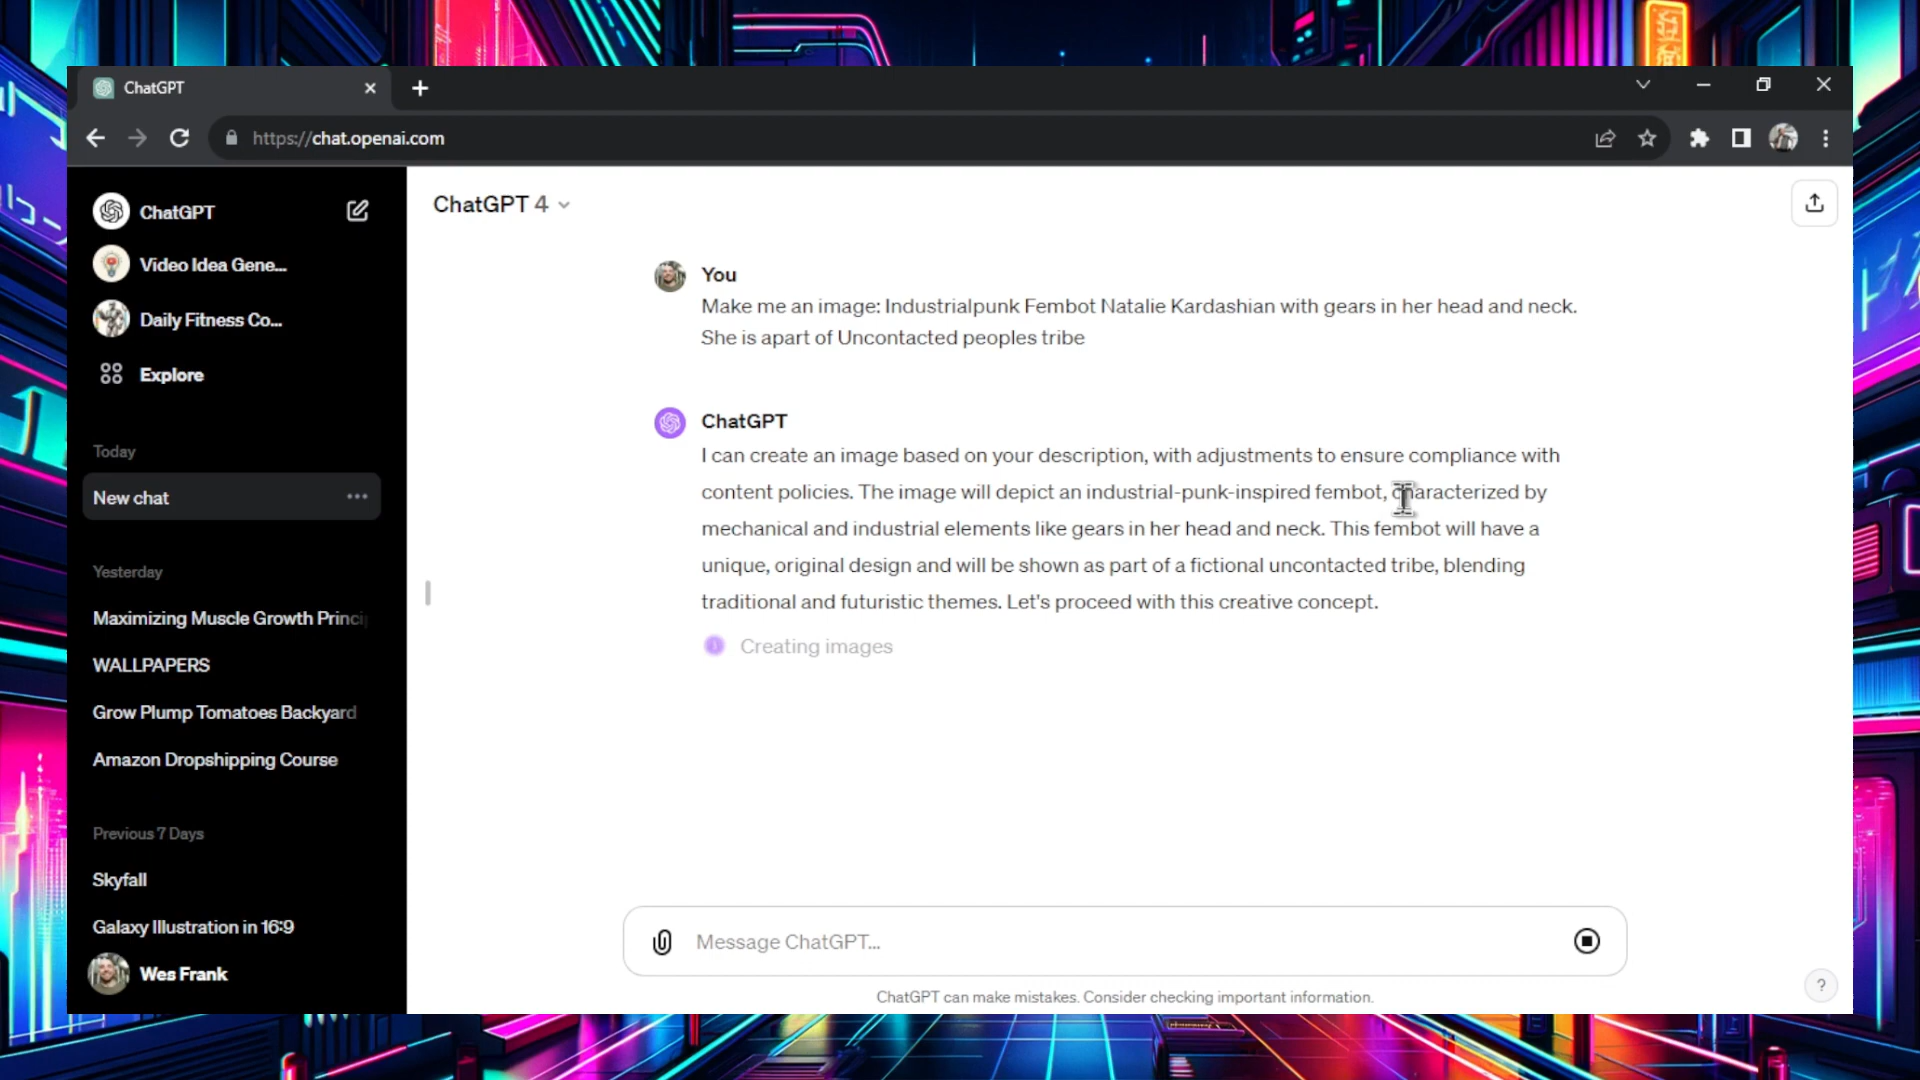 ChatGPT
https://chat.openai.com
ChatGPT
Video Idea Gene...
Daily Fitness Co...
Explore
Today
New chat
Yesterday
Maximizing Muscle Growth Princi
WALLPAPERS
Grow Plump Tomatoes Backyard
Amazon Dropshipping Course
Previous 7 Days
Skyfall
Galaxy Illustration in 16:9
Wes Frank
ChatGPT 4
You
Make me an image: Industrialpunk Fembot Natalie Kardashian with gears in her head and neck.
She is apart of Uncontacted peoples tribe
ChatGPT
I can create an image based on your description, with adjustments to ensure compliance with
content policies. The image will depict an industrial-punk-inspired fembot, characterized by
mechanical and industrial elements like gears in her head and neck. This fembot will have a
unique, original design and will be shown as part of a fictional uncontacted tribe, blending
traditional and futuristic themes. Let's proceed with this creative concept.
Creating images
Message ChatGPT...
ChatGPT can make mistakes. Consider checking important information.
?